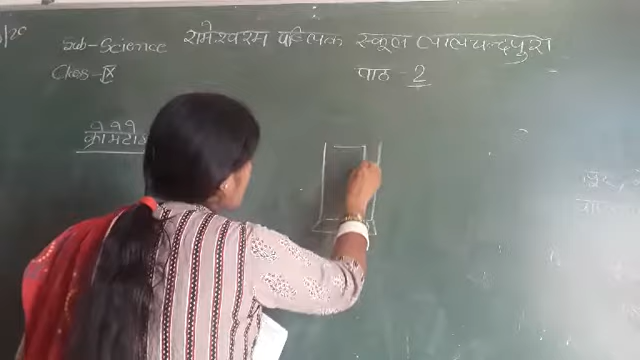 Sub-Science रामेश्वरम पब्लिक स्कूल लालचन्दपुरा
Class-IX पाठ - 2